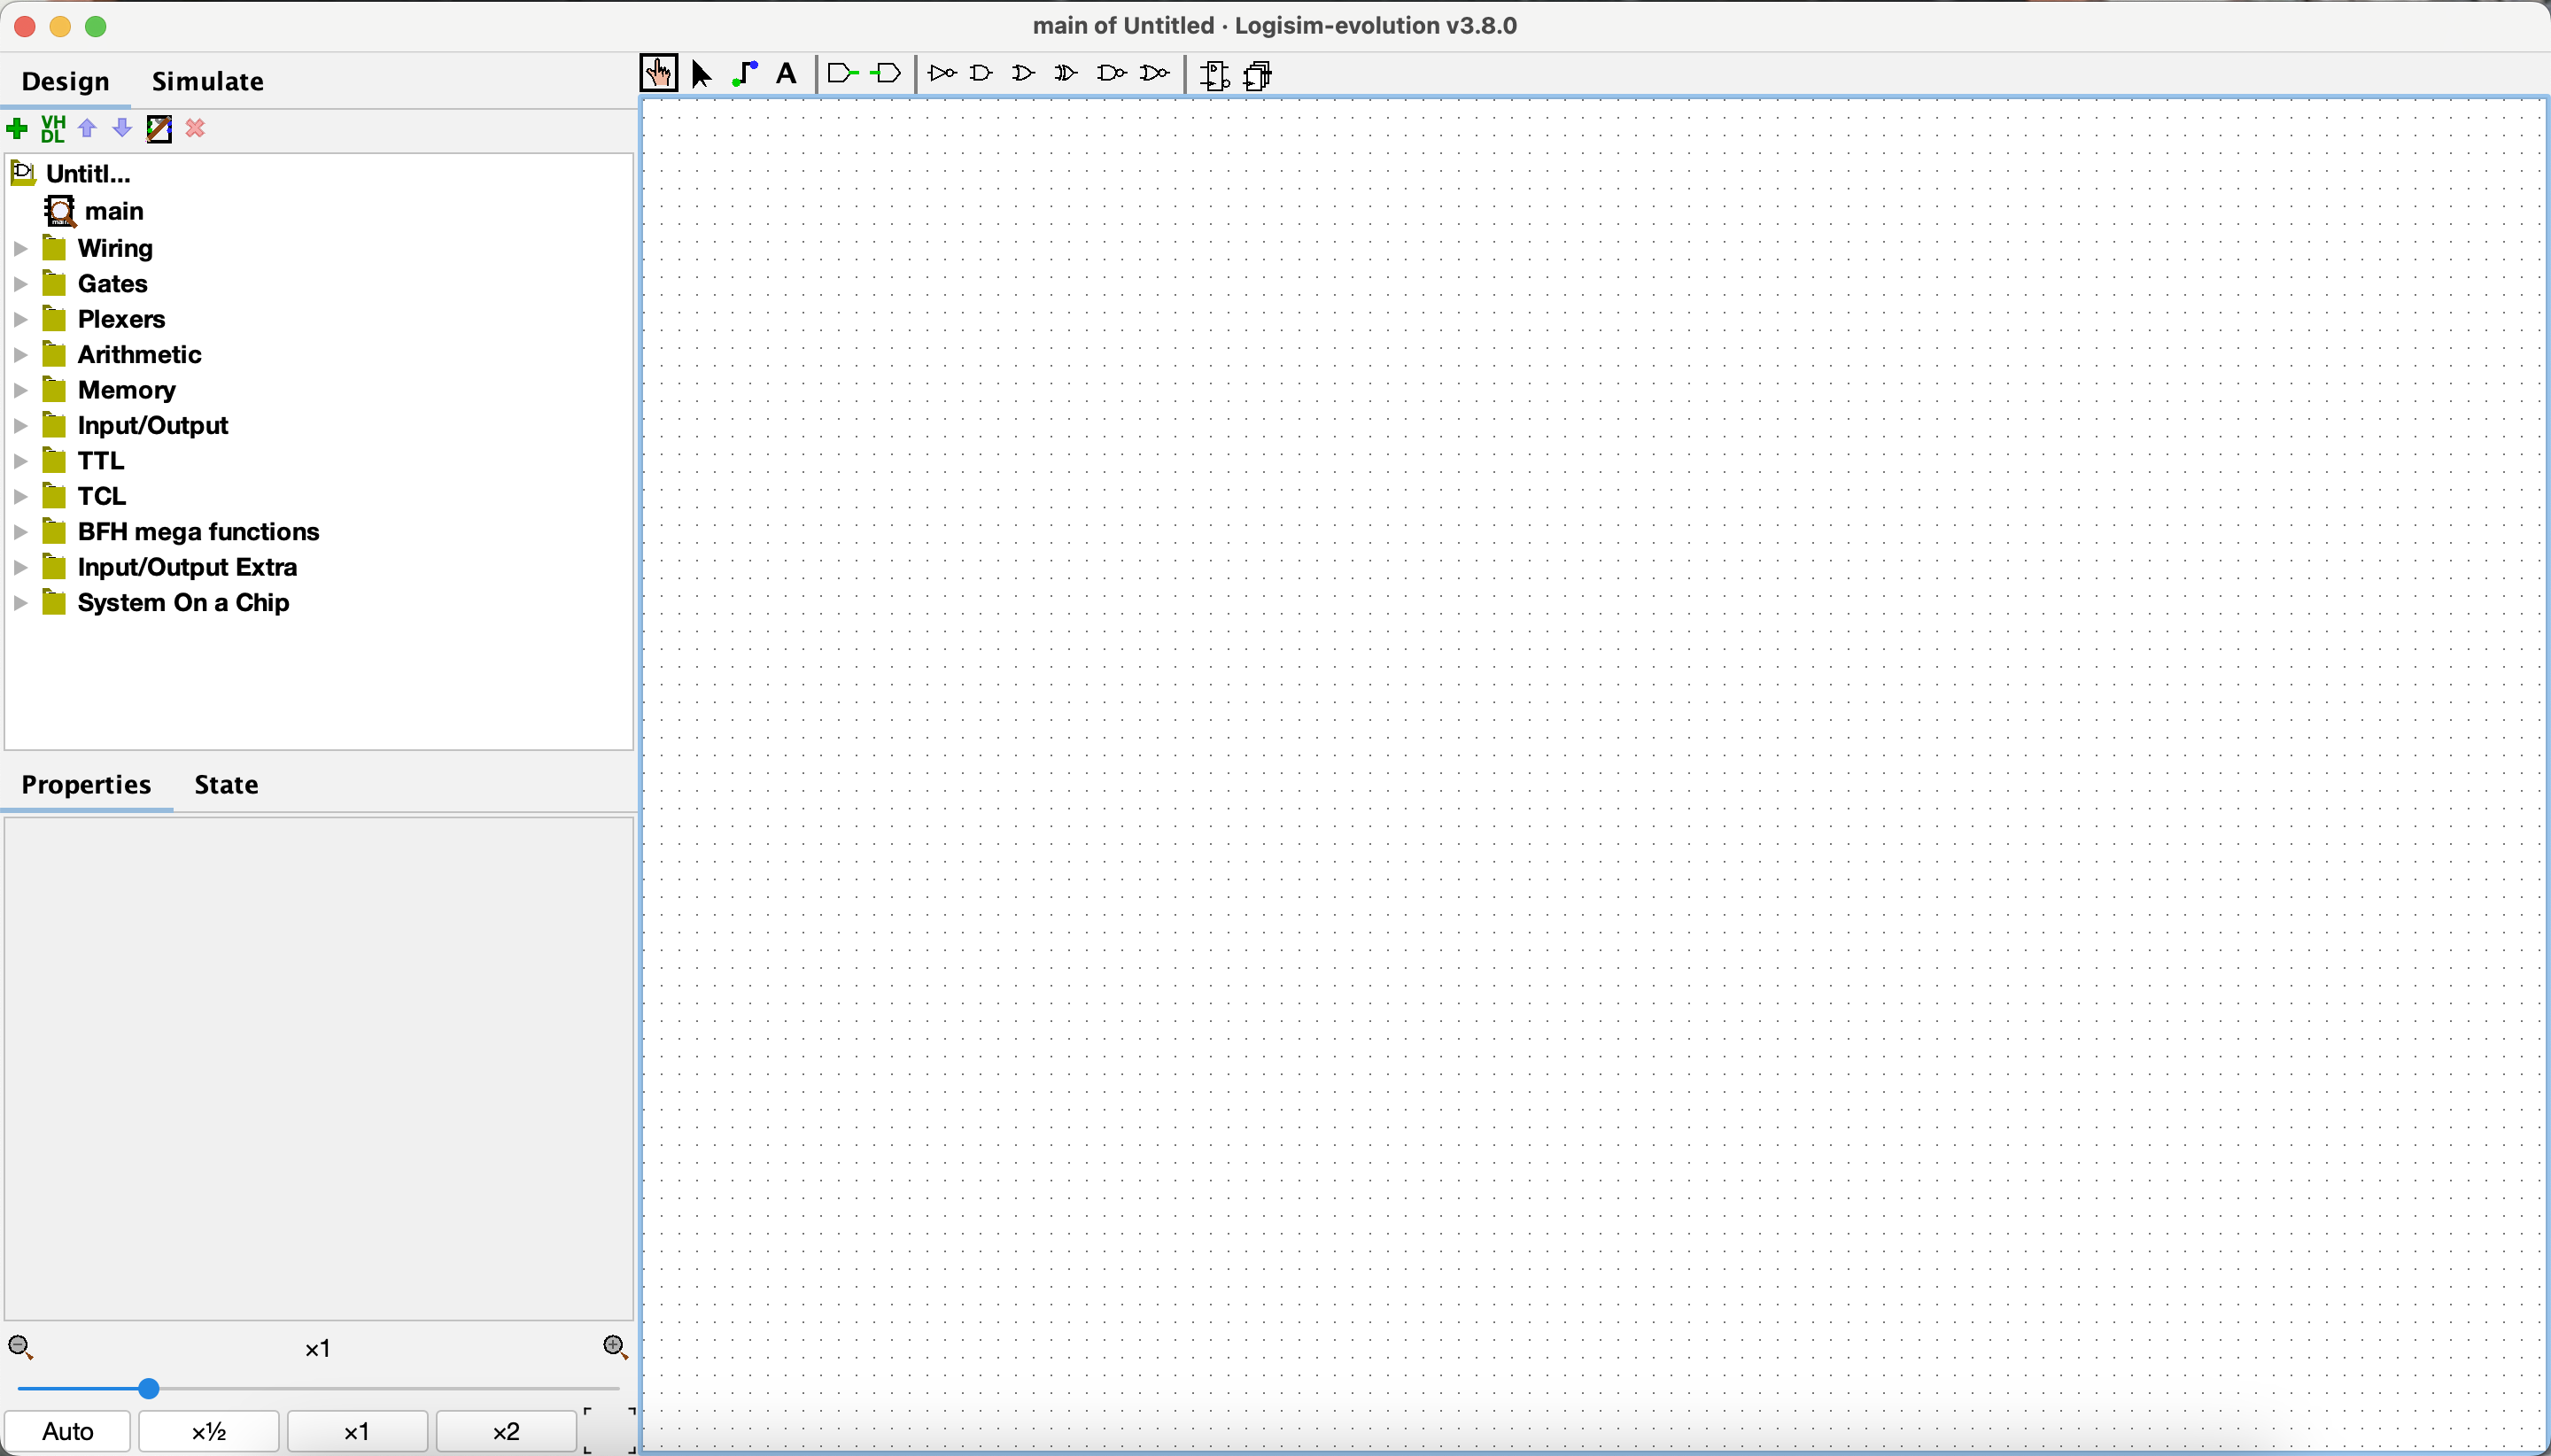 main of Untitled · Logisim-evolution v3.8.0
Design Simulate
A
VHDL
Untitl...
main
Wiring
Gates
Plexers
Arithmetic
Memory
Input/Output
TTL
TCL
BFH mega functions
Input/Output Extra
System On a Chip
Properties State
×1
Auto ×½ ×1 ×2